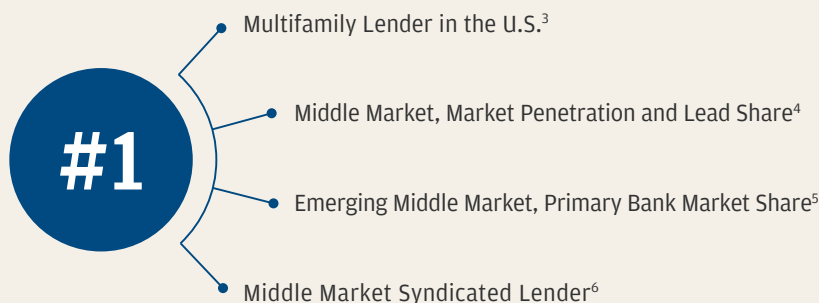 #1
Multifamily Lender in the U.S.³
Middle Market, Market Penetration and Lead Share⁴
Emerging Middle Market, Primary Bank Market Share⁵
Middle Market Syndicated Lender⁶